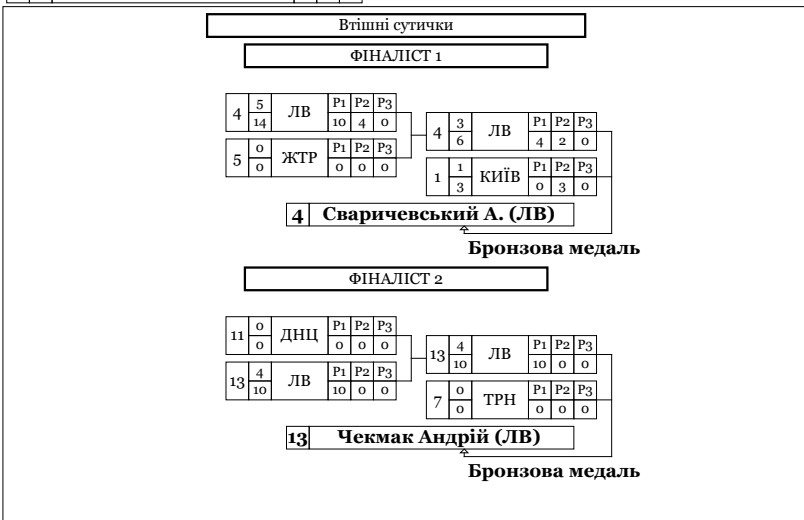 Втішні сутички
ФІНАЛІСТ 1
4 5 ЛВ P1 P2 P3
14 10 4 0
5 0 ЖТР P1 P2 P3
0 0 0 0
4 3 ЛВ P1 P2 P3
6 4 2 0
1 1 КИЇВ P1 P2 P3
3 0 3 0
4 Сваричевський А. (ЛВ)
Бронзова медаль
ФІНАЛІСТ 2
11 0 ДНЦ P1 P2 P3
0 0 0 0
13 4 ЛВ P1 P2 P3
10 10 0 0
13 4 ЛВ P1 P2 P3
10 10 0 0
7 0 ТРН P1 P2 P3
0 0 0 0
13 Чекмак Андрій (ЛВ)
Бронзова медаль